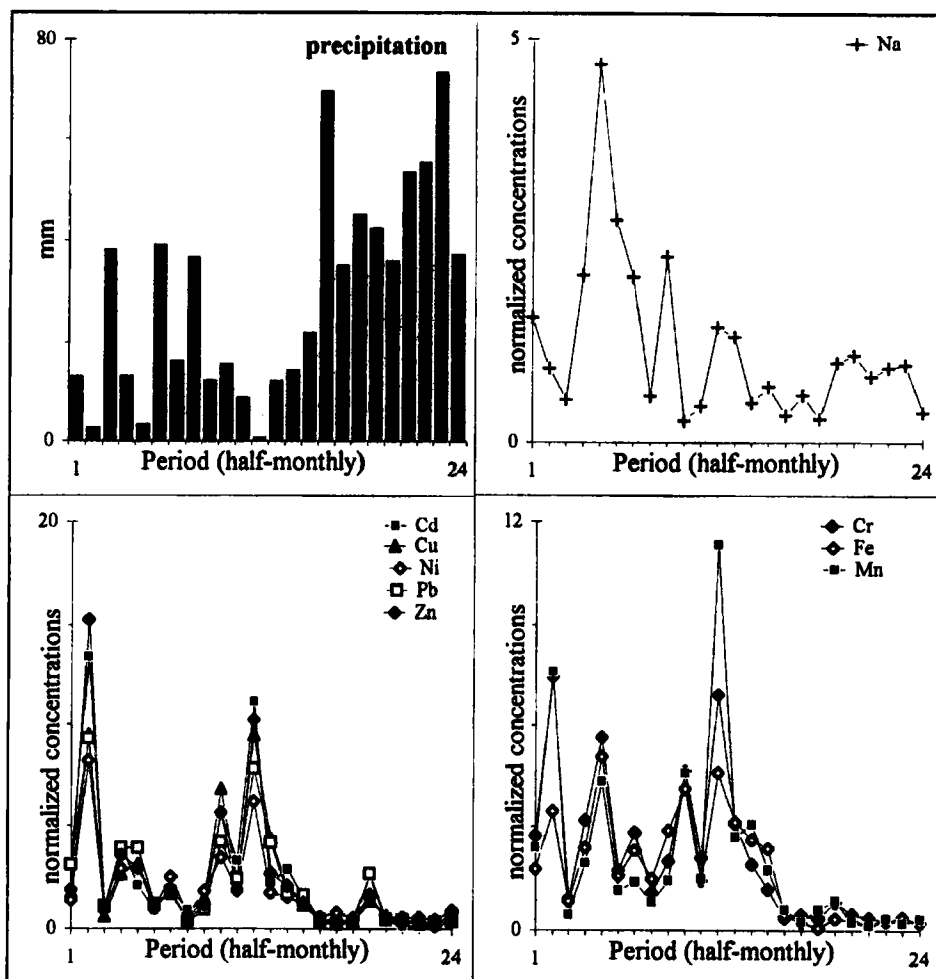 80
precipitation
mm
0
1
Period (half-monthly)
24
5
Na
normalized concentrations
0
1
Period (half-monthly)
24
20
Cd
Cu
Ni
Pb
Zn
normalized concentrations
0
1
Period (half-monthly)
24
12
Cr
Fe
Mn
normalized concentrations
0
1
Period (half-monthly)
24